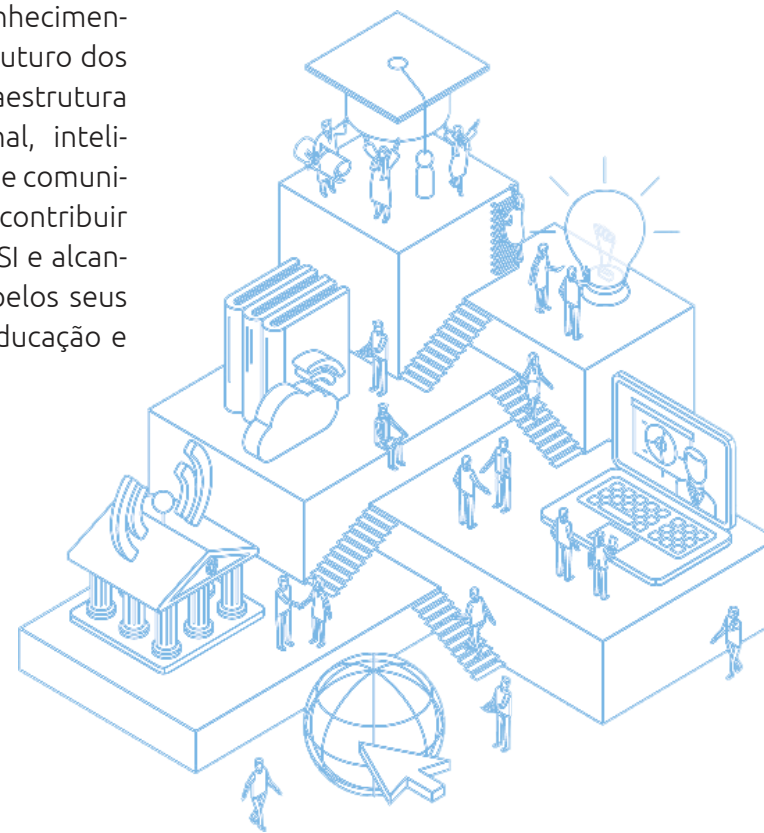 nhecimen-
uturo dos
aestrutura
nal, inteli-
e comuni-
contribuir
SI e alcan-
pelos seus
ducação e